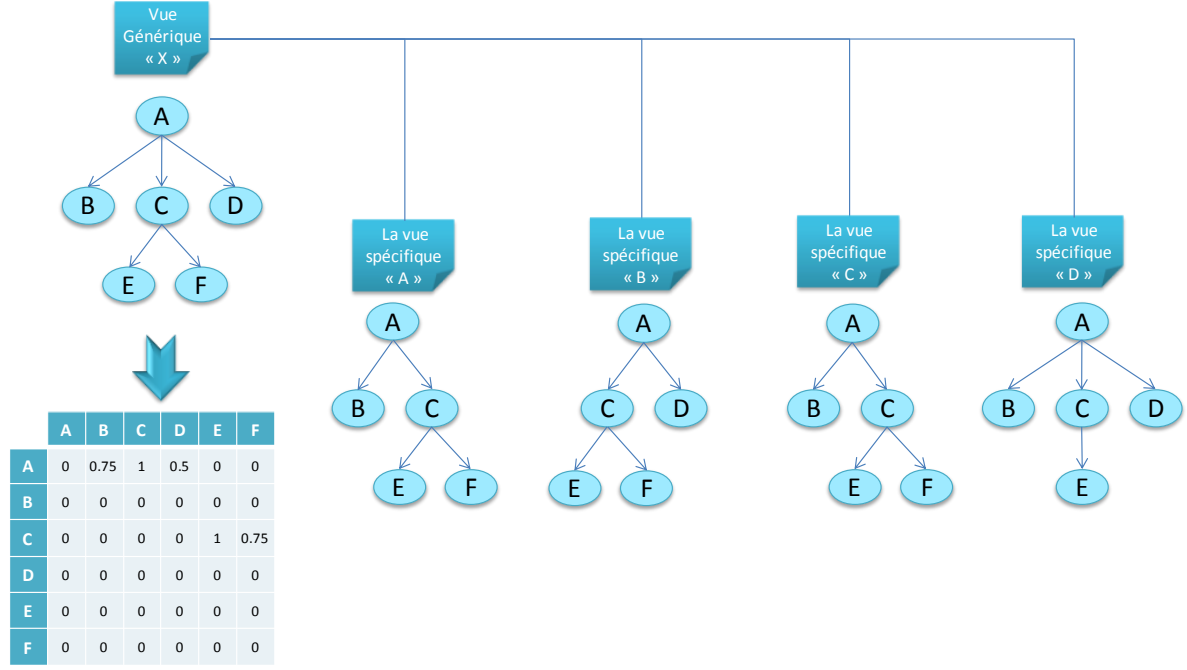 Vue
Générique
« X »
A
B C D
E F
La vue
spécifique
« A »
A
B C
E F
La vue
spécifique
« B »
A
C D
E F
La vue
spécifique
« C »
A
B C
E F
La vue
spécifique
« D »
A
B C D
E
A B C D E F
A 0 0.75 1 0.5 0 0
B 0 0 0 0 0 0
C 0 0 0 0 1 0.75
D 0 0 0 0 0 0
E 0 0 0 0 0 0
F 0 0 0 0 0 0